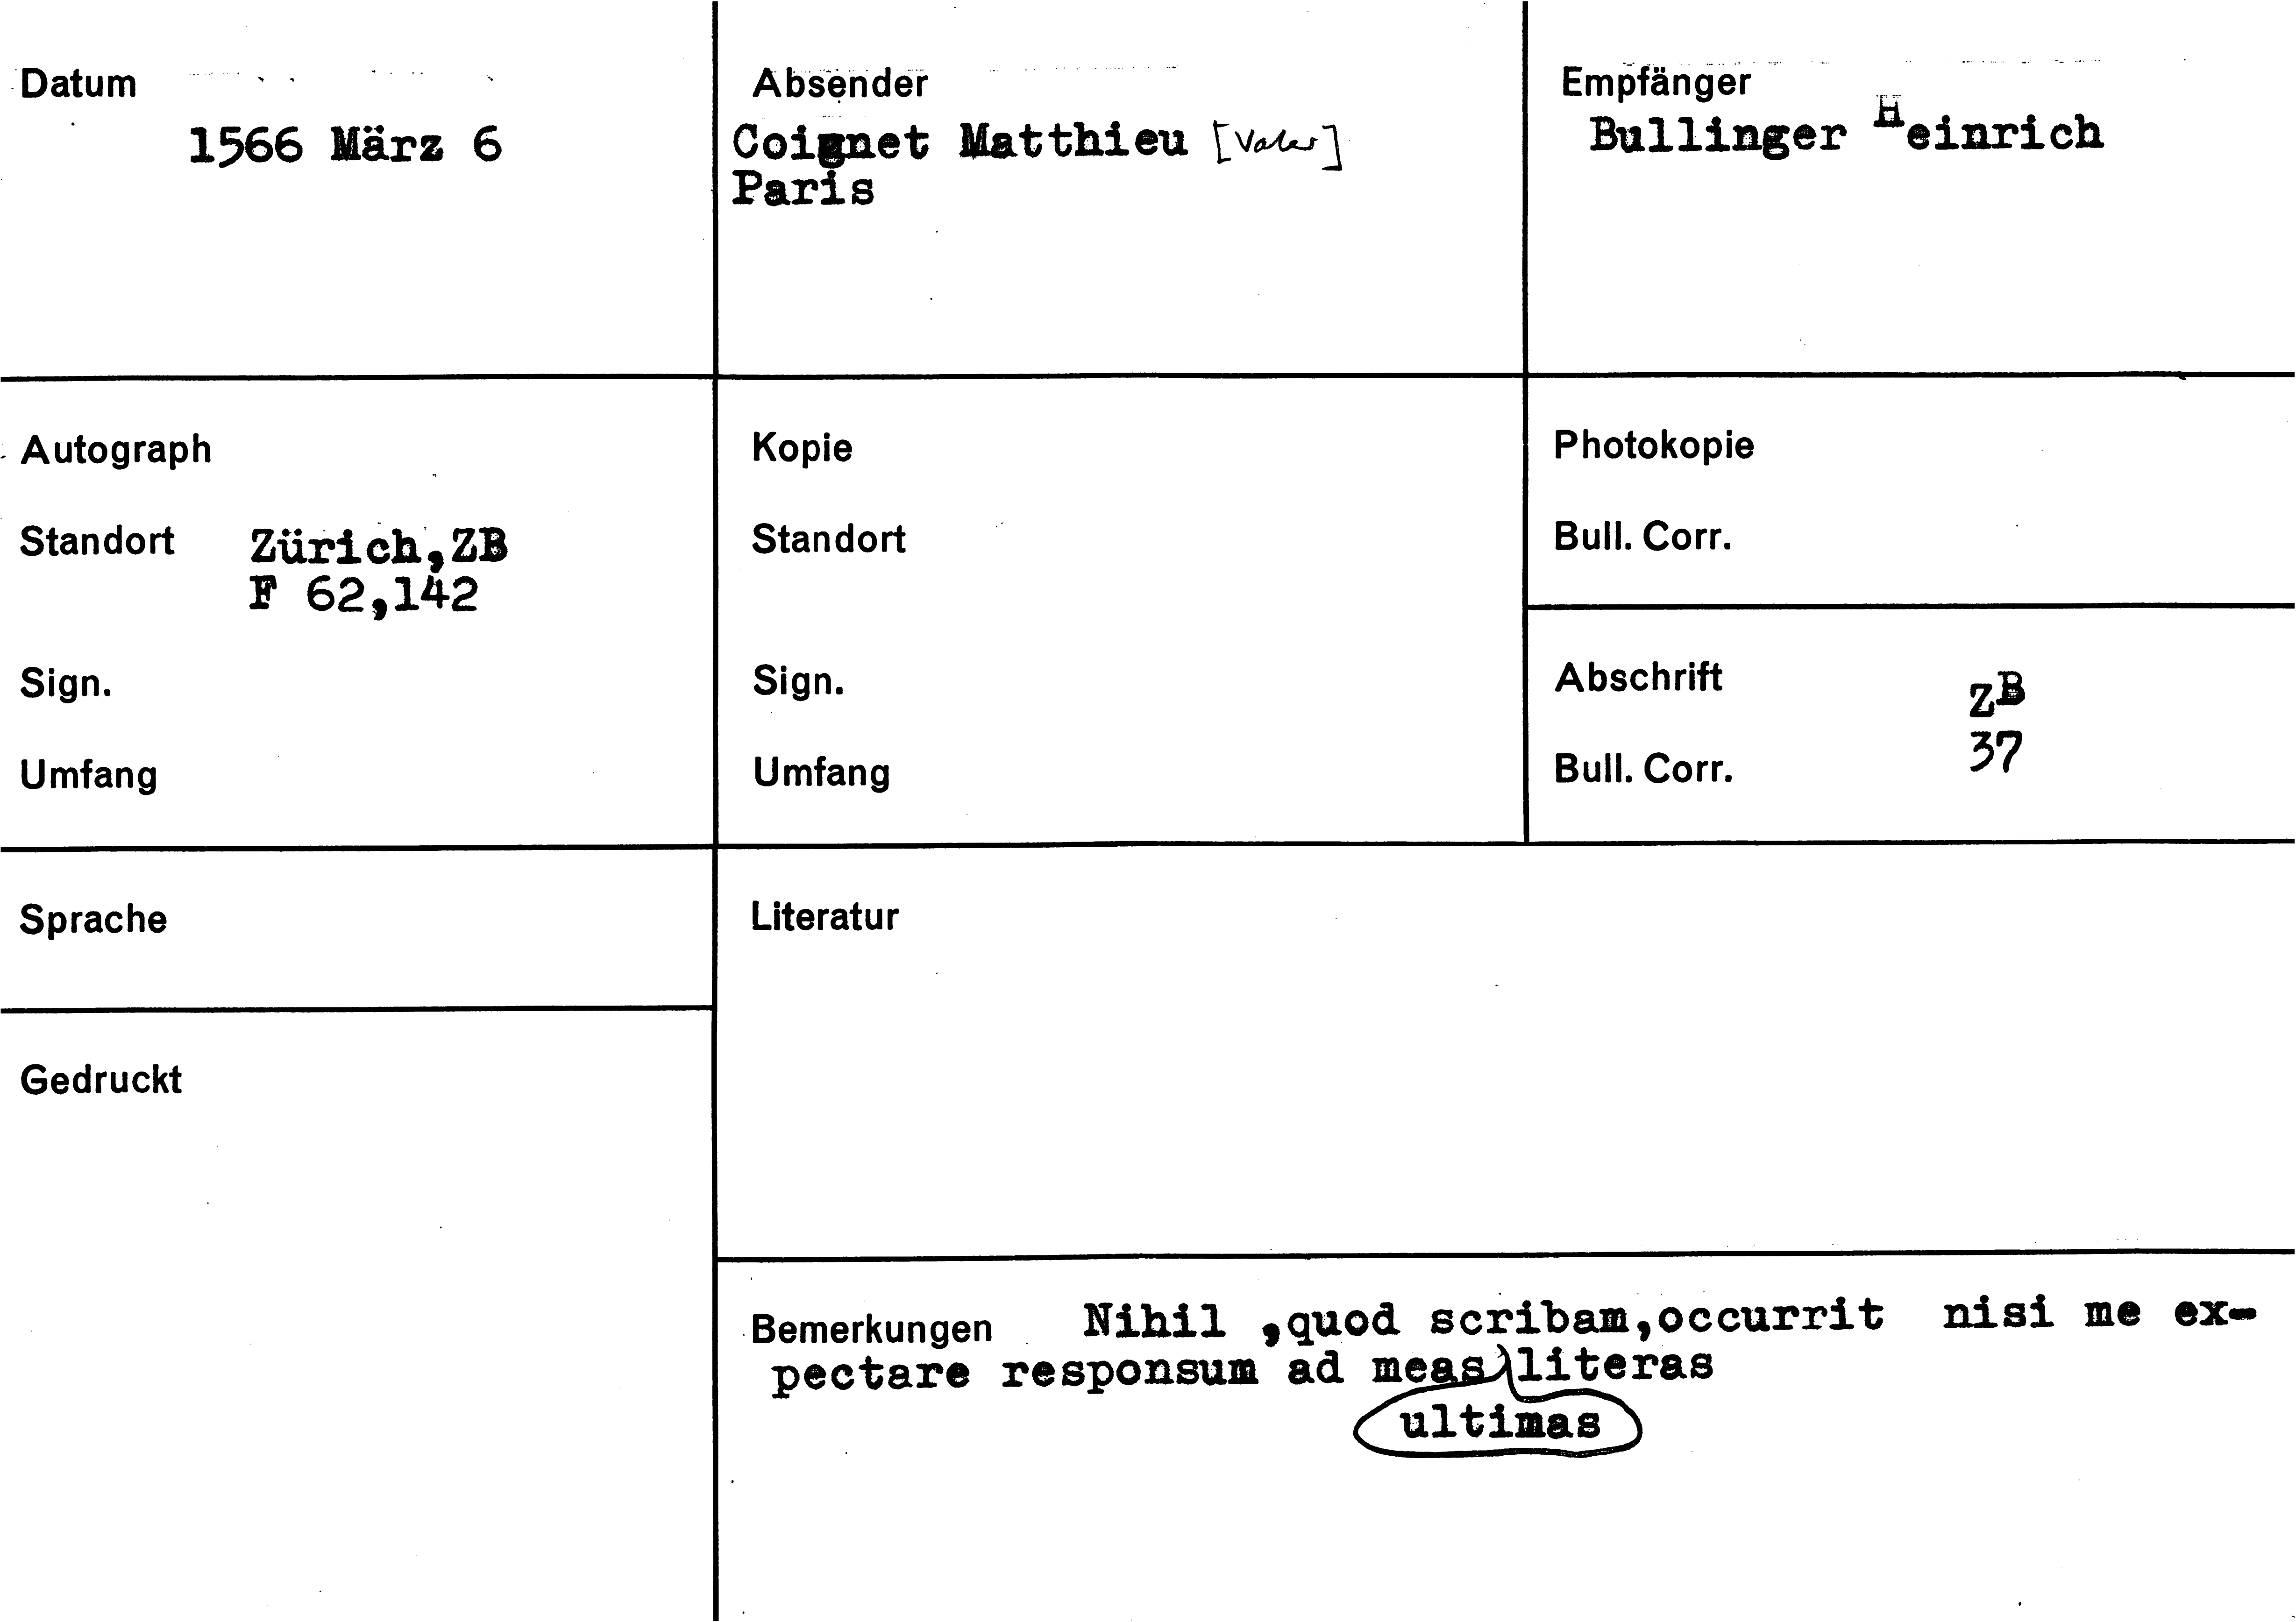 Datum
1566 März 6
Absender
Coignet Matthieu [Vater]
Paris
Empfänger
Bullinger Heinrich
Autograph
Standort Zürich,ZB
F 62,142
Sign.
Umfang
Kopie
Standort
Sign.
Umfang
Photokopie
Bull. Corr.
Abschrift ZB
Bull. Corr. 37
Sprache
Literatur
Gedruckt
Bemerkungen Nihil ,quod scribam,occurrit nisi me ex-
pectare responsum ad meas literas
ultimas